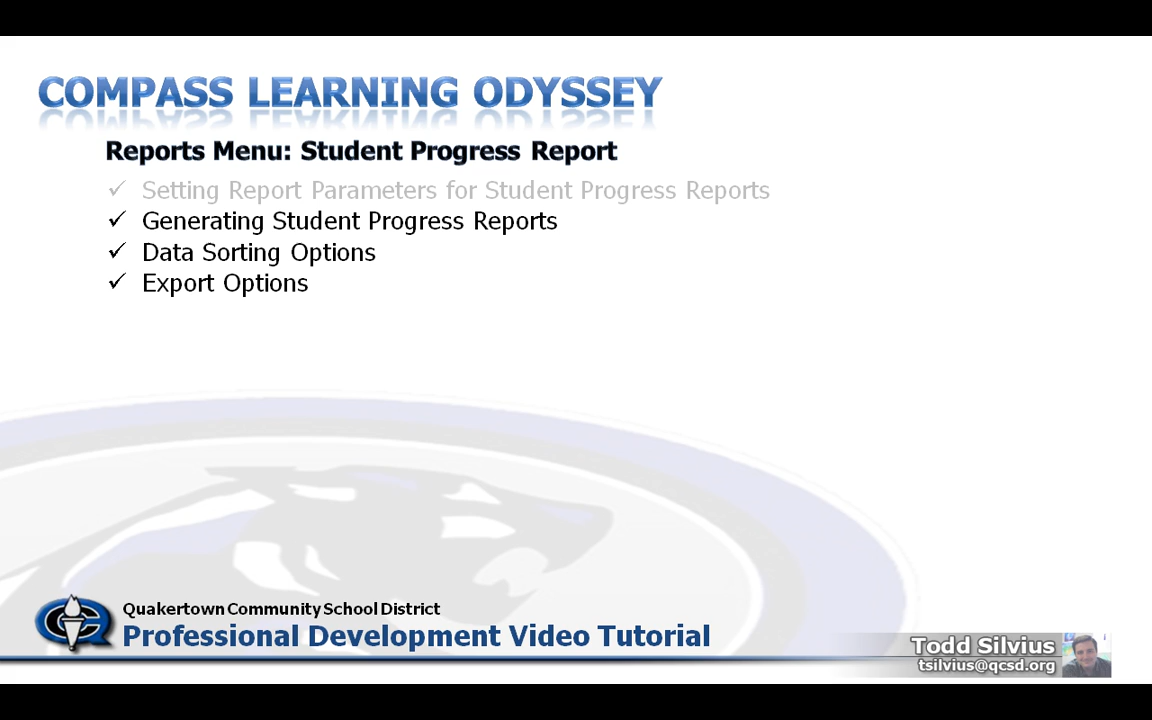 COMPASS LEARNING ODYSSEY
Reports Menu: Student Progress Report
✓ Setting Report Parameters for Student Progress Reports
✓ Generating Student Progress Reports
✓ Data Sorting Options
✓ Export Options
Quakertown Community School District
Professional Development Video Tutorial
Todd Silvius
tsilvius@qcsd.org